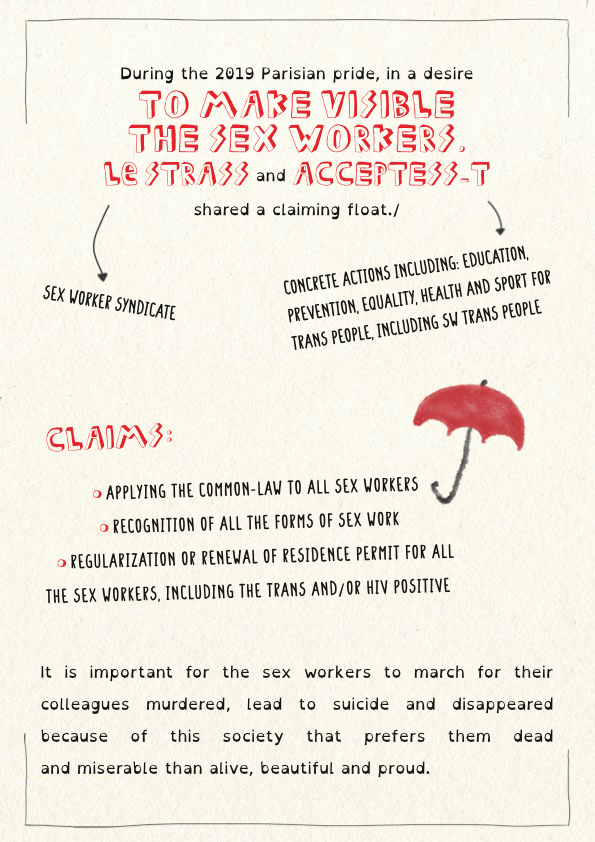 During the 2019 Parisian pride, in a desire
TO MAKE VISIBLE
THE SEX WORKERS.
Le STRASS and ACCEPTESS-T
shared a claiming float./
SEX WORKER SYNDICATE
CONCRETE ACTIONS INCLUDING: EDUCATION,
PREVENTION, EQUALITY, HEALTH AND SPORT FOR
TRANS PEOPLE, INCLUDING SW TRANS PEOPLE
CLAIMS:
❍ APPLYING THE COMMON-LAW TO ALL SEX WORKERS
❍ RECOGNITION OF ALL THE FORMS OF SEX WORK
❍ REGULARIZATION OR RENEWAL OF RESIDENCE PERMIT FOR ALL
THE SEX WORKERS, INCLUDING THE TRANS AND/OR HIV POSITIVE
It is important for the sex workers to march for their
colleagues murdered, lead to suicide and disappeared
because of this society that prefers them dead
and miserable than alive, beautiful and proud.